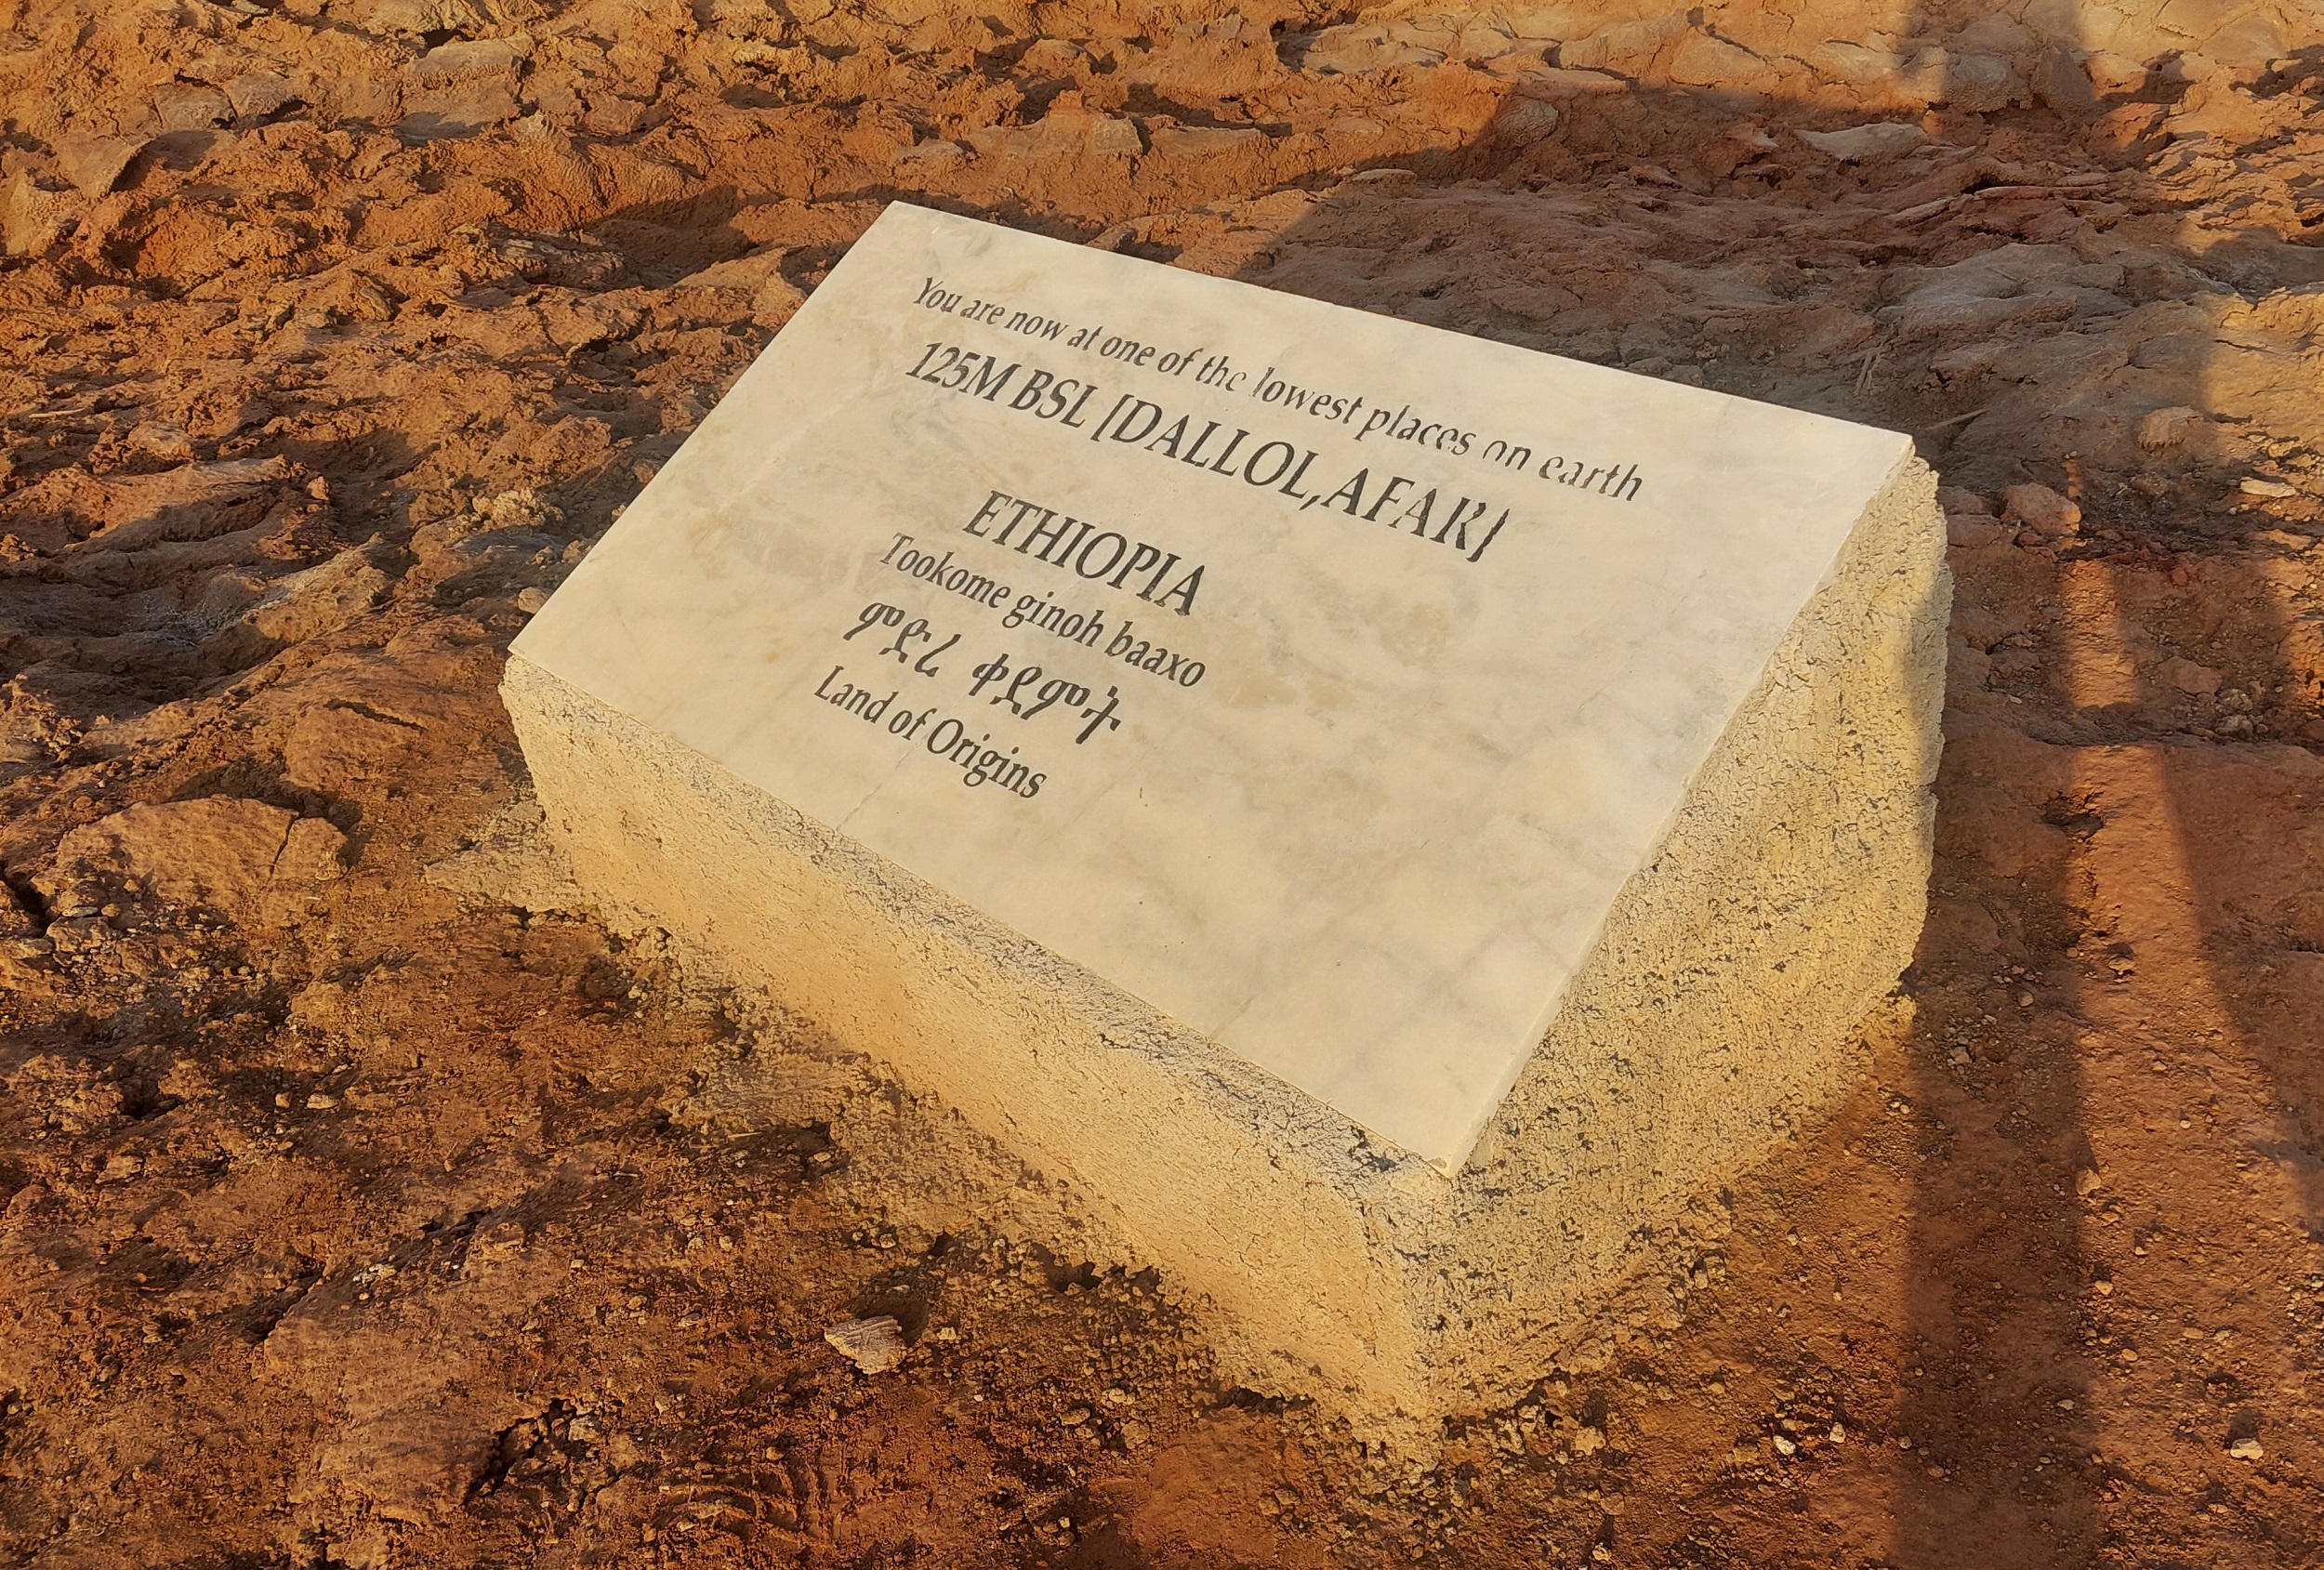 You are now at one of the lowest places on earth
125M BSL [DALLOL,AFAR]
ETHIOPIA
Tookome ginoh baaxo
ምድረ ቀደምት
Land of Origins